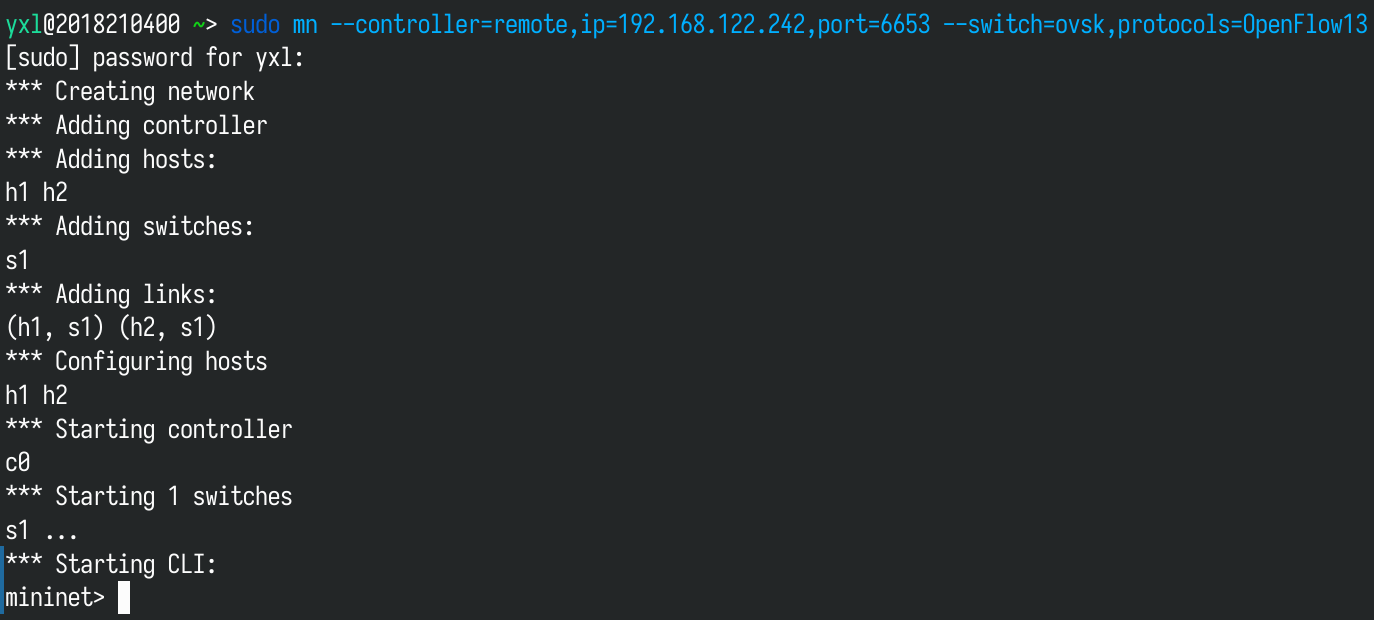 yxl@2018210400 ~> sudo mn --controller=remote,ip=192.168.122.242,port=6653 --switch=ovsk,protocols=OpenFlow13
[sudo] password for yxl:
*** Creating network
*** Adding controller
*** Adding hosts:
h1 h2
*** Adding switches:
s1
*** Adding links:
(h1, s1) (h2, s1)
*** Configuring hosts
h1 h2
*** Starting controller
c0
*** Starting 1 switches
s1 ...
*** Starting CLI:
mininet>